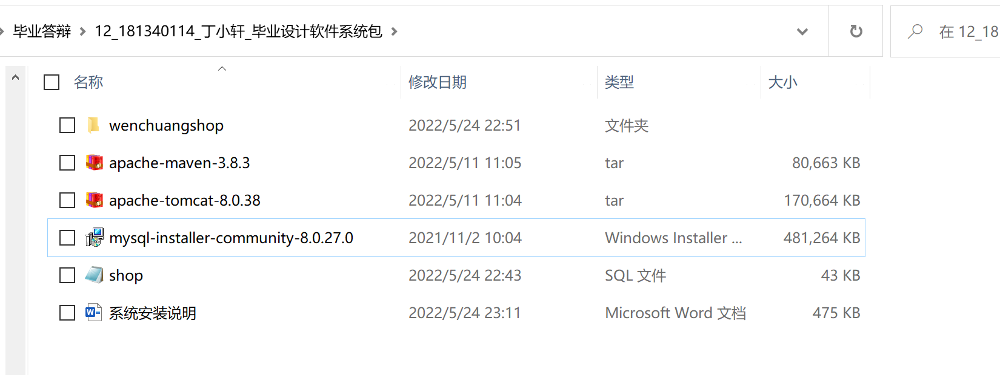 毕业答辩 > 12_181340114_丁小轩_毕业设计软件系统包 > 在 12_18
名称 修改日期 类型 大小
wenchuangshop 2022/5/24 22:51 文件夹
apache-maven-3.8.3 2022/5/11 11:05 tar 80,663 KB
apache-tomcat-8.0.38 2022/5/11 11:04 tar 170,664 KB
mysql-installer-community-8.0.27.0 2021/11/2 10:04 Windows Installer ... 481,264 KB
shop 2022/5/24 22:43 SQL 文件 43 KB
系统安装说明 2022/5/24 23:11 Microsoft Word 文档 475 KB